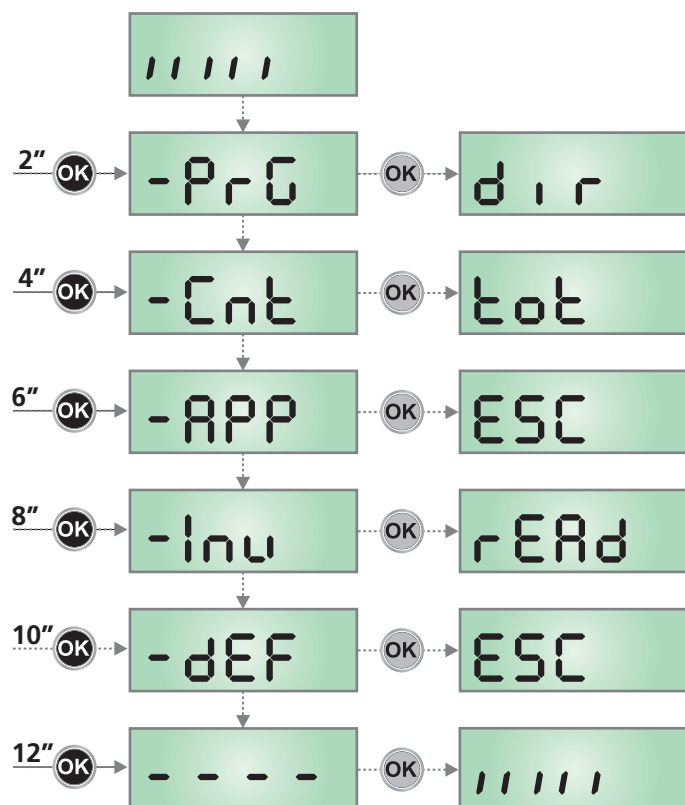 | | | | |
2” OK -PrG OK dir
4” OK -Cnt OK tot
6” OK -APP OK ESC
8” OK -Inv OK rEAd
10” OK -dEF OK ESC
12” OK - - - - OK | | | | |